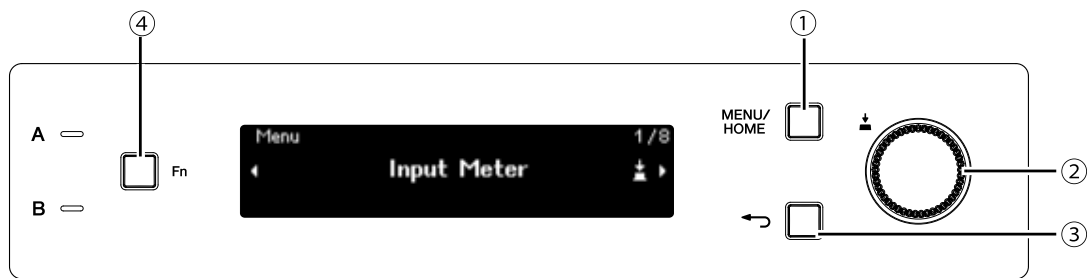 ④
①
MENU/
HOME
A
Menu 1/8
Input Meter
Fn
②
B
③